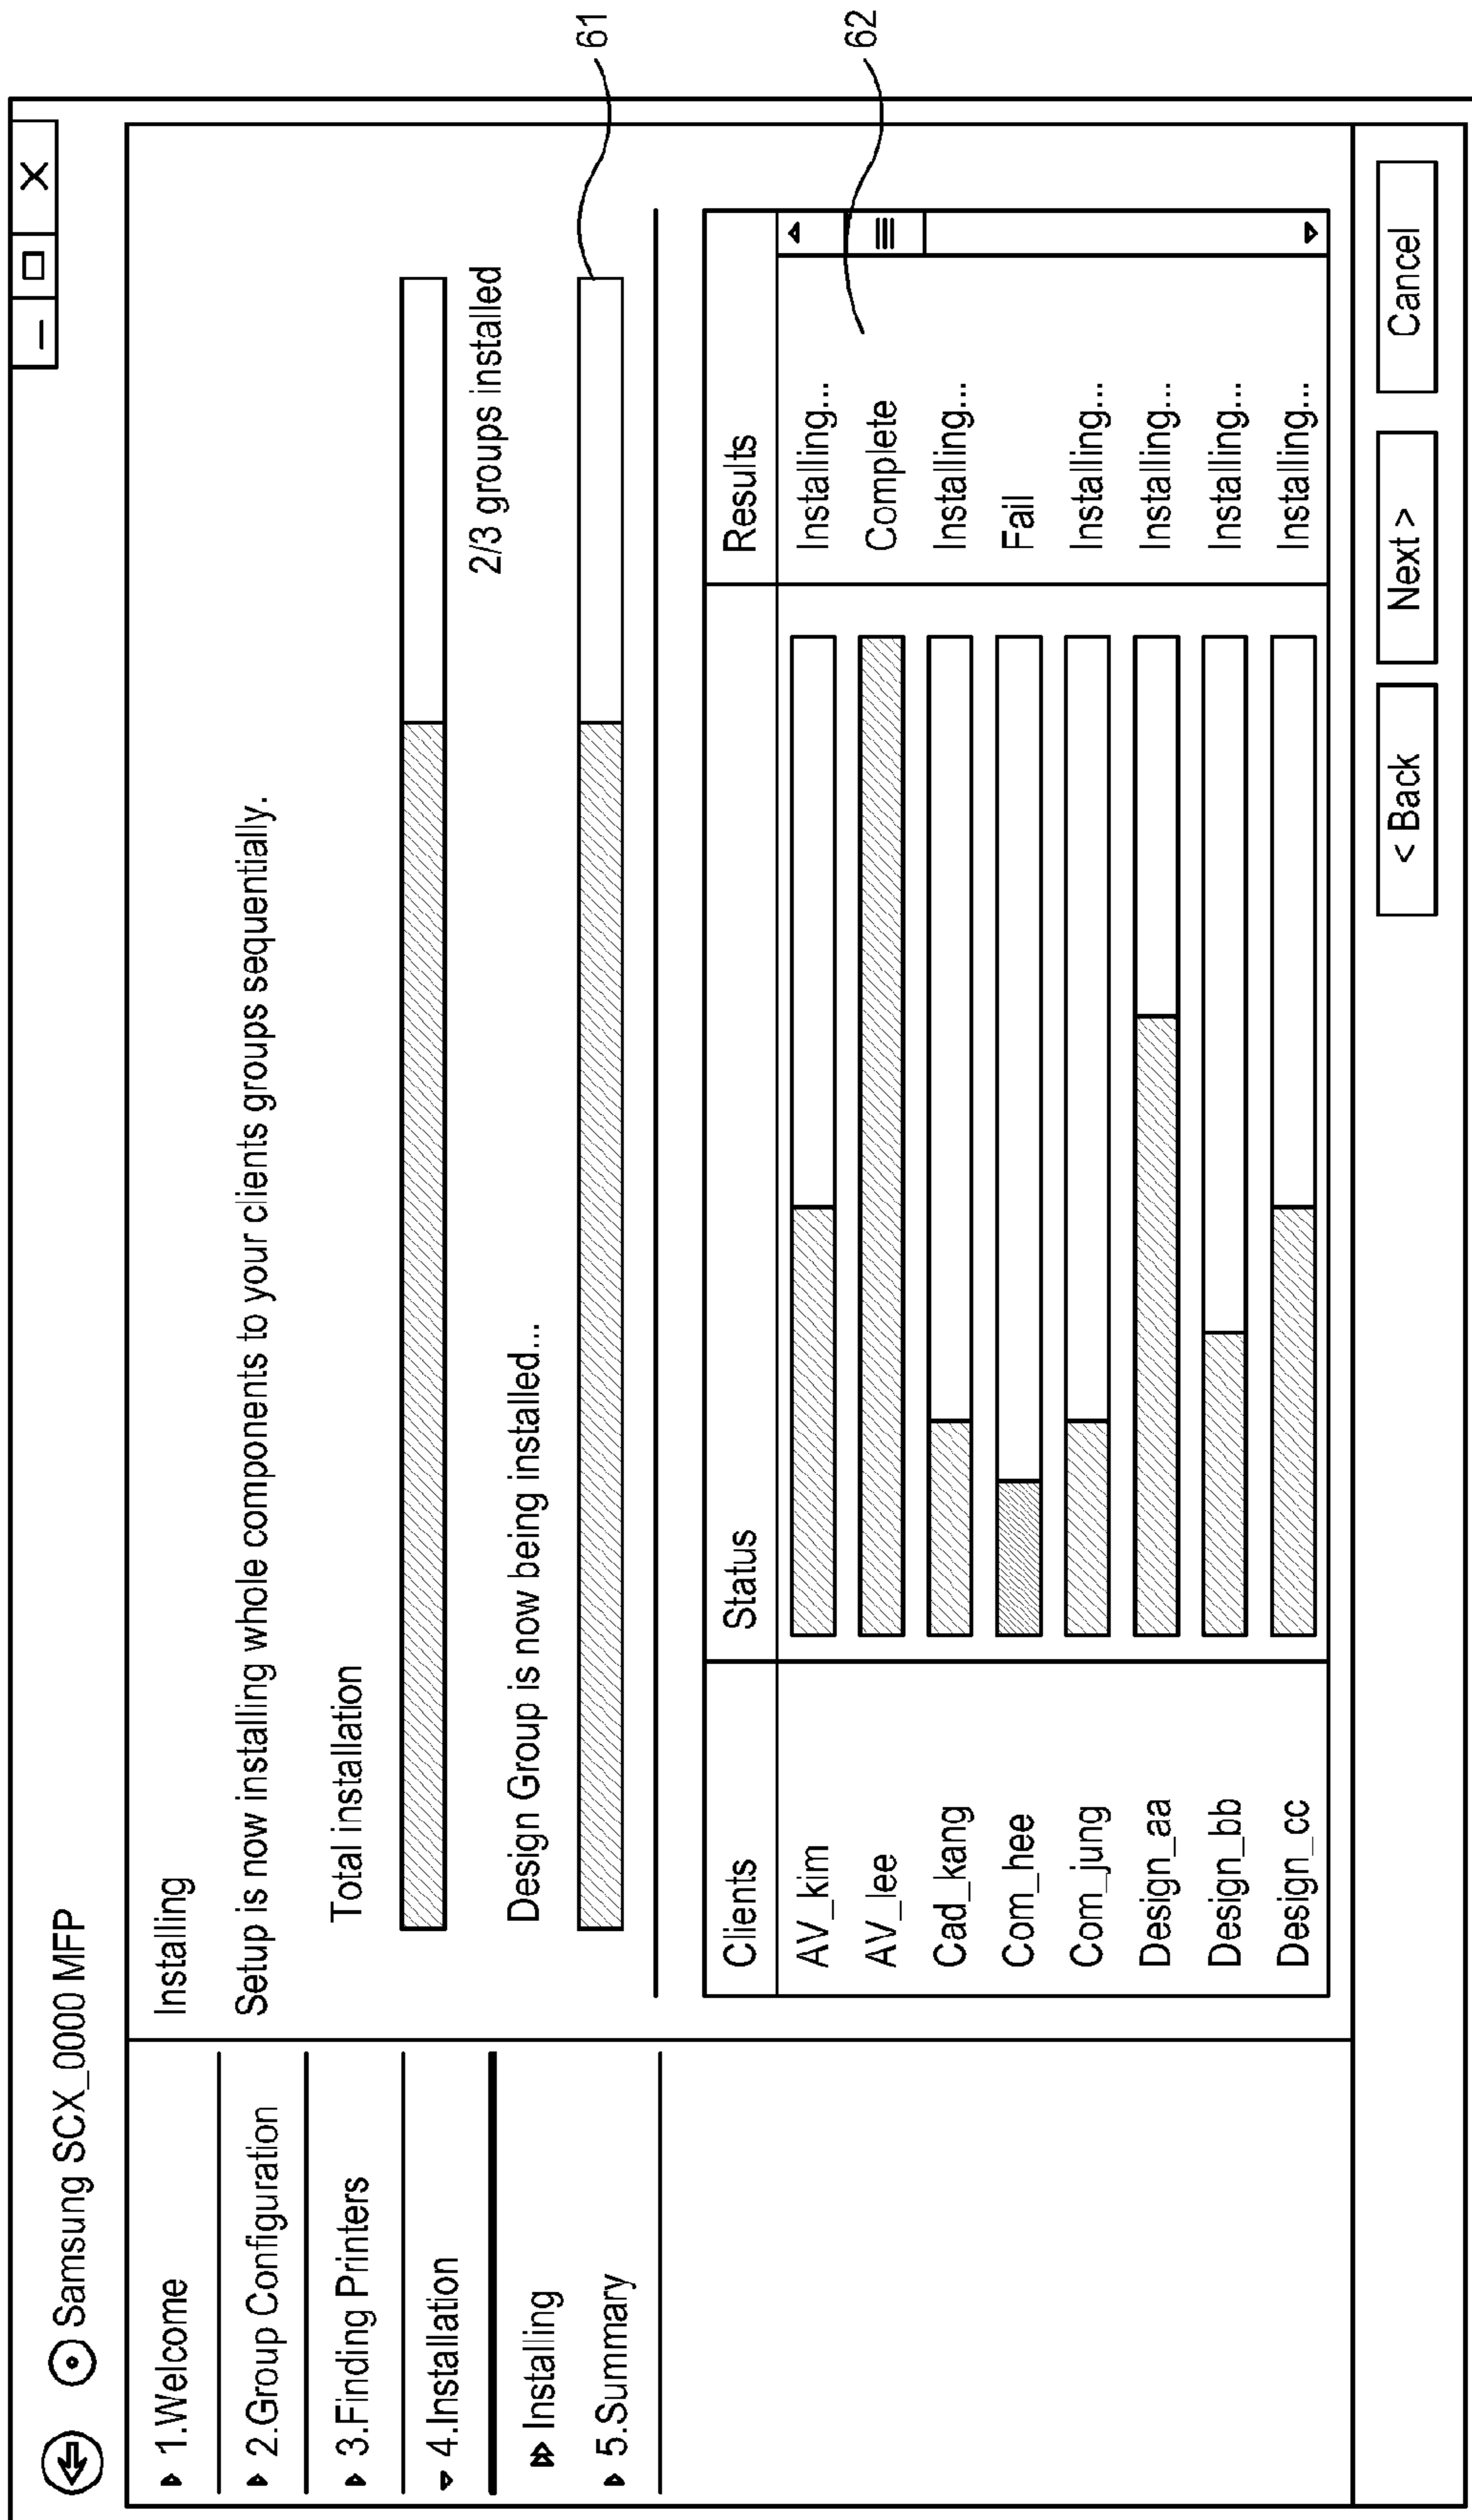 Samsung SCX_0000 MFP
1.Welcome
2.Group Configuration
3.Finding Printers
4.Installation
Installing
5.Summary
Installing
Setup is now installing whole components to your clients groups sequentially.
Total installation
2/3 groups installed
Design Group is now being installed...
61
Clients Status Results
AV_kim Installing...
AV_lee Complete
62
Cad_kang Installing...
Com_hee Fail
Com_jung Installing...
Design_aa Installing...
Design_bb Installing...
Design_cc Installing...
< Back Next > Cancel